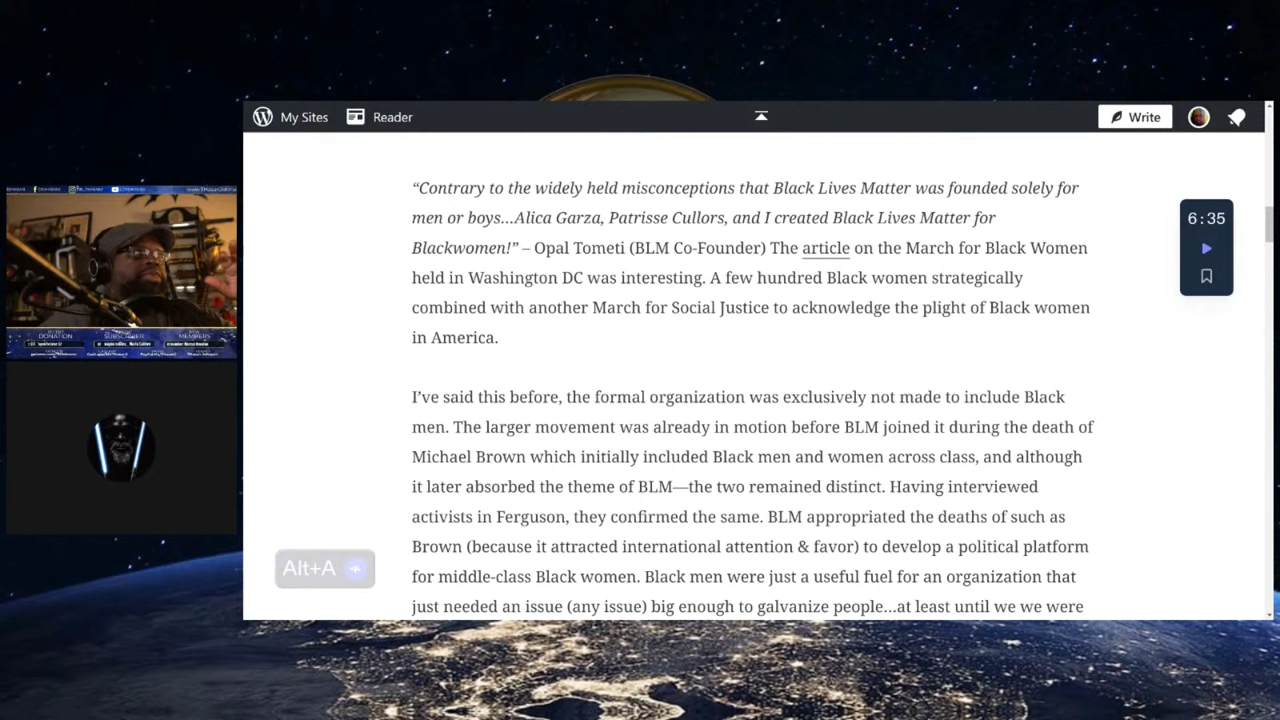 My Sites
Reader
Write
“Contrary to the widely held misconceptions that Black Lives Matter was founded solely for
men or boys…Alica Garza, Patrisse Cullors, and I created Black Lives Matter for
Blackwomen!” – Opal Tometi (BLM Co-Founder) The article on the March for Black Women
held in Washington DC was interesting. A few hundred Black women strategically
combined with another March for Social Justice to acknowledge the plight of Black women
in America.
I’ve said this before, the formal organization was exclusively not made to include Black
men. The larger movement was already in motion before BLM joined it during the death of
Michael Brown which initially included Black men and women across class, and although
it later absorbed the theme of BLM—the two remained distinct. Having interviewed
activists in Ferguson, they confirmed the same. BLM appropriated the deaths of such as
Brown (because it attracted international attention & favor) to develop a political platform
for middle-class Black women. Black men were just a useful fuel for an organization that
just needed an issue (any issue) big enough to galvanize people…at least until we we were
6:35
Alt+A
DONATION
SUBSCRIBER
MEMBERS